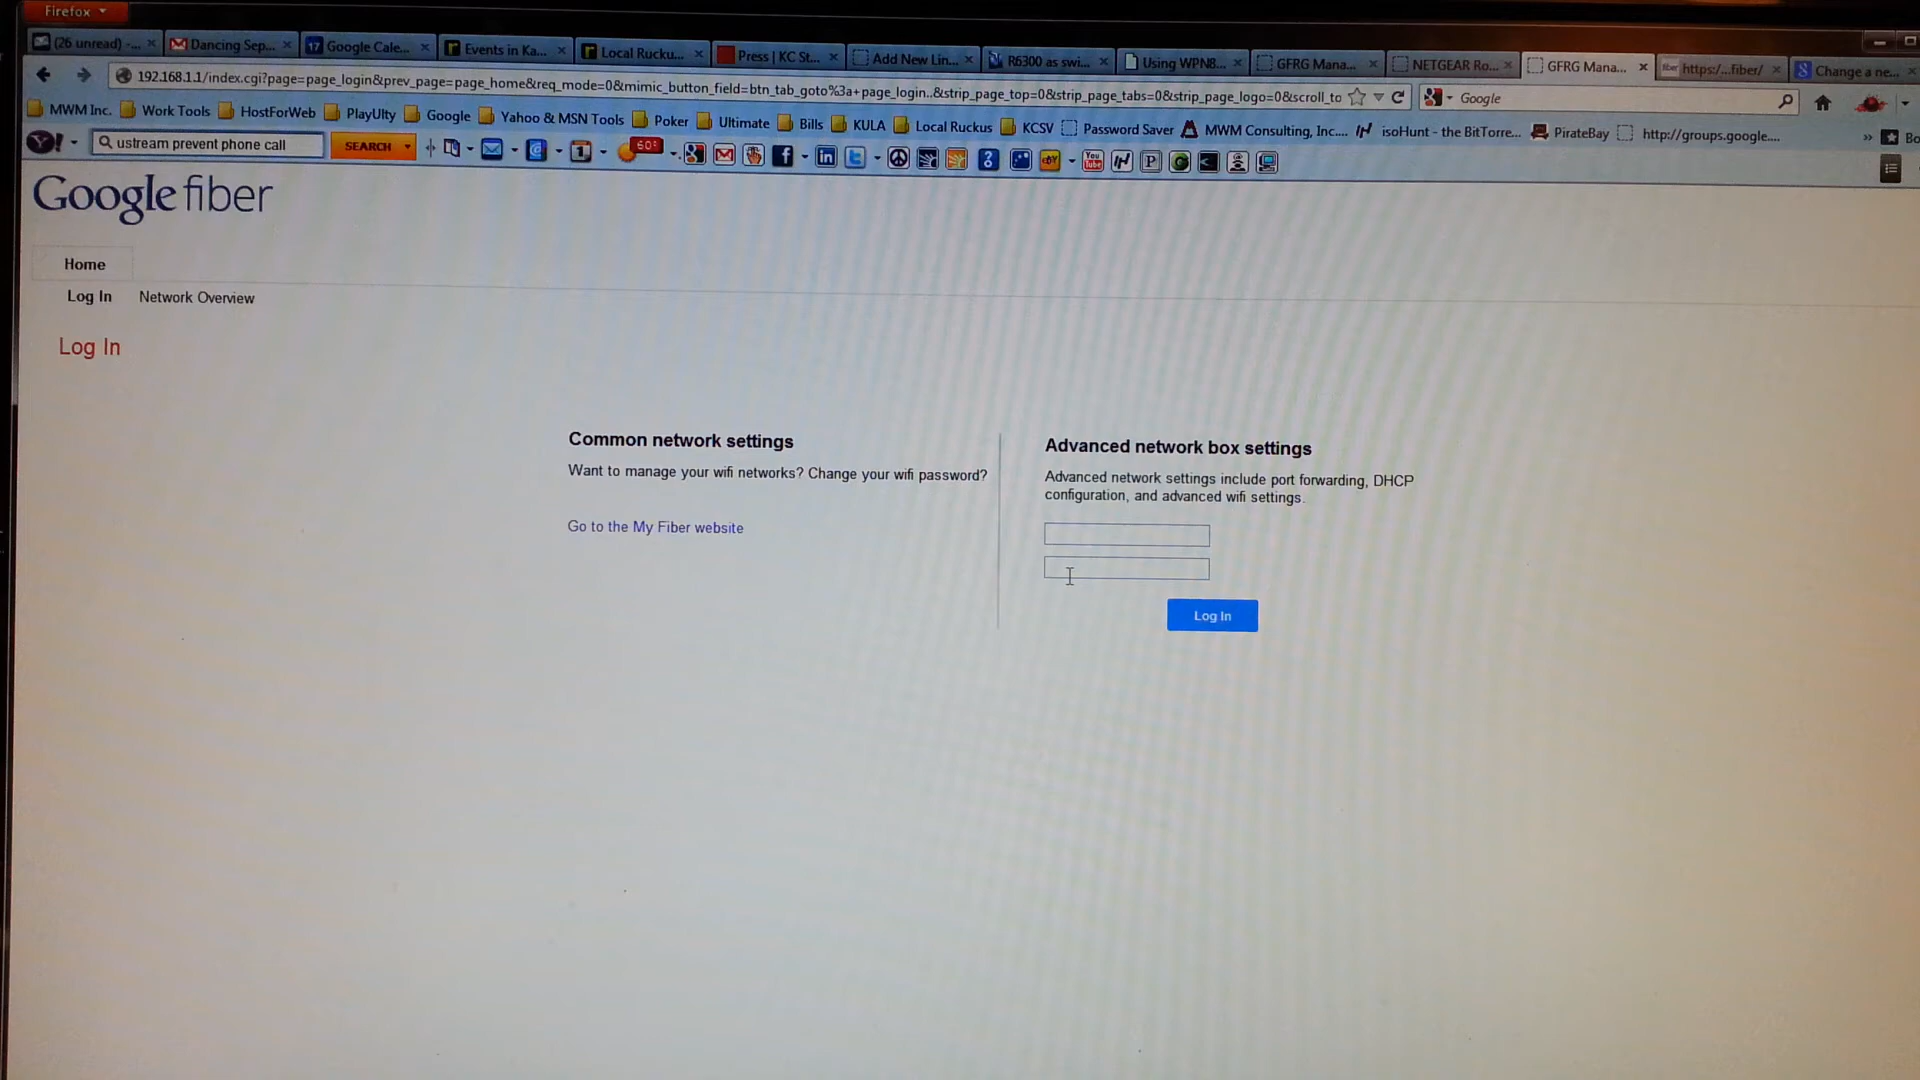 Firefox
(26 unread) -...
Dancing Sep...
Google Cale...
Events in Ka...
Local Rucku...
Press | KC St...
Add New Lin...
R6300 as swi...
Using WPN8...
GFRG Mana...
NETGEAR Ro...
GFRG Mana...
https:/...fiber/
Change a ne...
192.168.1.1/index.cgi?page=page_login&prev_page=page_home&req_mode=0&mimic_button_field=btn_tab_goto%3a+page_login..&strip_page_top=0&strip_page_tabs=0&strip_page_logo=0&scroll_to
Google
MWM Inc.
Work Tools
HostForWeb
PlayUlty
Google
Yahoo & MSN Tools
Poker
Ultimate
Bills
KULA
Local Ruckus
KCSV
Password Saver
MWM Consulting, Inc....
isoHunt - the BitTorre...
PirateBay
http://groups.google....
Bo
ustream prevent phone call
SEARCH
60°
Google fiber
Home
Log In Network Overview
Log In
Common network settings
Want to manage your wifi networks? Change your wifi password?
Go to the My Fiber website
Advanced network box settings
Advanced network settings include port forwarding, DHCP
configuration, and advanced wifi settings.
Log In